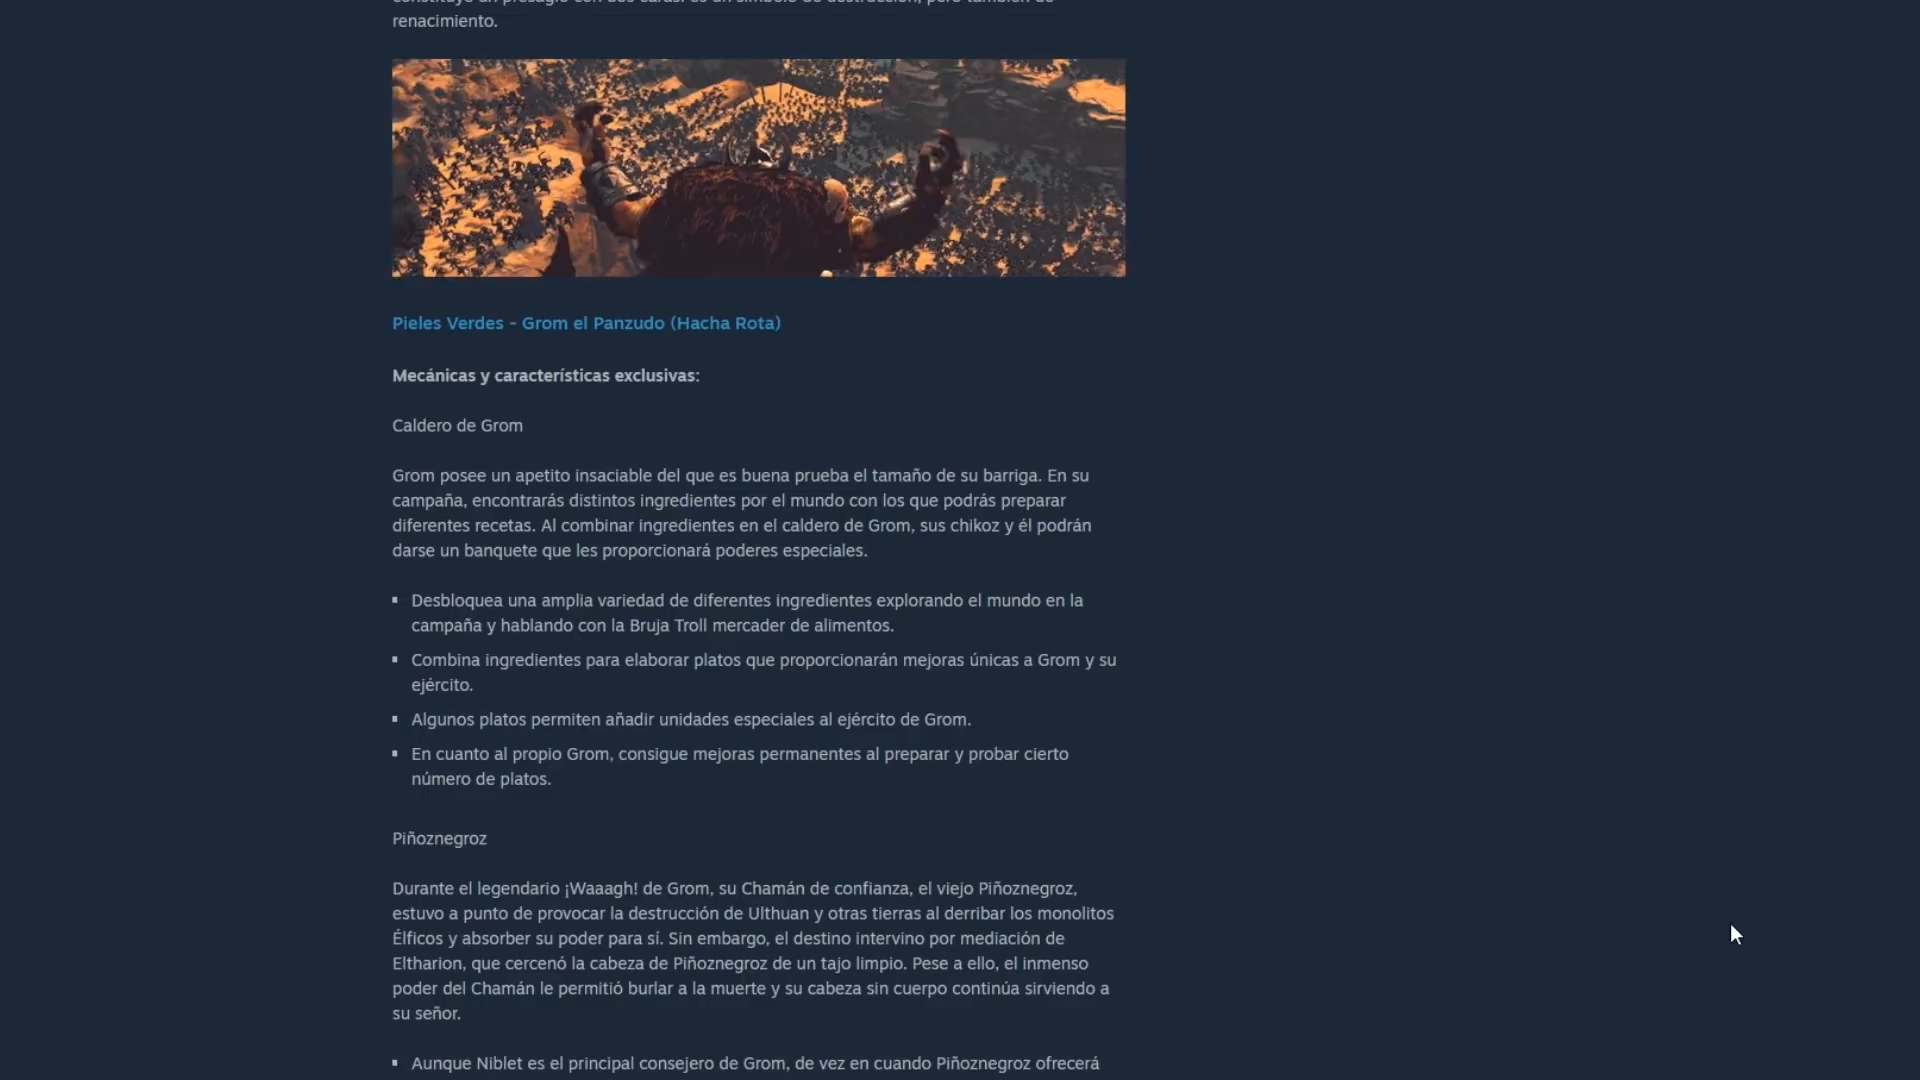 renacimiento.
Pieles Verdes - Grom el Panzudo (Hacha Rota)
Mecánicas y características exclusivas:
Caldero de Grom
Grom posee un apetito insaciable del que es buena prueba el tamaño de su barriga. En su
campaña, encontrarás distintos ingredientes por el mundo con los que podrás preparar
diferentes recetas. Al combinar ingredientes en el caldero de Grom, sus chikoz y él podrán
darse un banquete que les proporcionará poderes especiales.
▪ Desbloquea una amplia variedad de diferentes ingredientes explorando el mundo en la
campaña y hablando con la Bruja Troll mercader de alimentos.
▪ Combina ingredientes para elaborar platos que proporcionarán mejoras únicas a Grom y su
ejército.
▪ Algunos platos permiten añadir unidades especiales al ejército de Grom.
▪ En cuanto al propio Grom, consigue mejoras permanentes al preparar y probar cierto
número de platos.
Piñoznegroz
Durante el legendario ¡Waaagh! de Grom, su Chamán de confianza, el viejo Piñoznegroz,
estuvo a punto de provocar la destrucción de Ulthuan y otras tierras al derribar los monolitos
Élficos y absorber su poder para sí. Sin embargo, el destino intervino por mediación de
Eltharion, que cercenó la cabeza de Piñoznegroz de un tajo limpio. Pese a ello, el inmenso
poder del Chamán le permitió burlar a la muerte y su cabeza sin cuerpo continúa sirviendo a
su señor.
▪ Aunque Niblet es el principal consejero de Grom, de vez en cuando Piñoznegroz ofrecerá